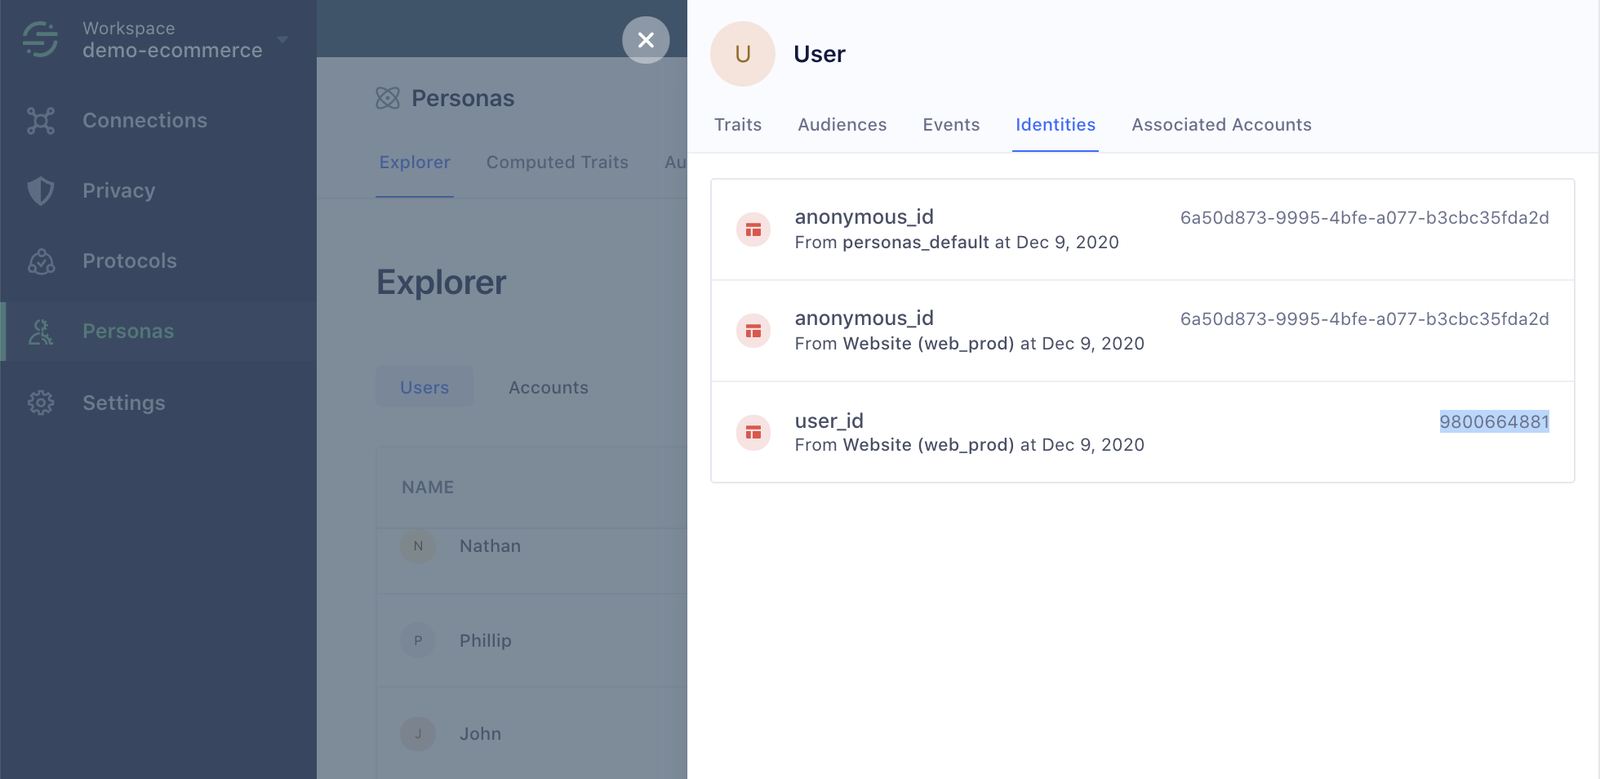 Workspace
demo-ecommerce
Connections
Privacy
Protocols
Personas
Settings
Personas
Explorer Computed Traits Au
Explorer
Users Accounts
NAME
N Nathan
P Phillip
J John
U User
Traits Audiences Events Identities Associated Accounts
anonymous_id 6a50d873-9995-4bfe-a077-b3cbc35fda2d
From personas_default at Dec 9, 2020
anonymous_id 6a50d873-9995-4bfe-a077-b3cbc35fda2d
From Website (web_prod) at Dec 9, 2020
user_id 9800664881
From Website (web_prod) at Dec 9, 2020